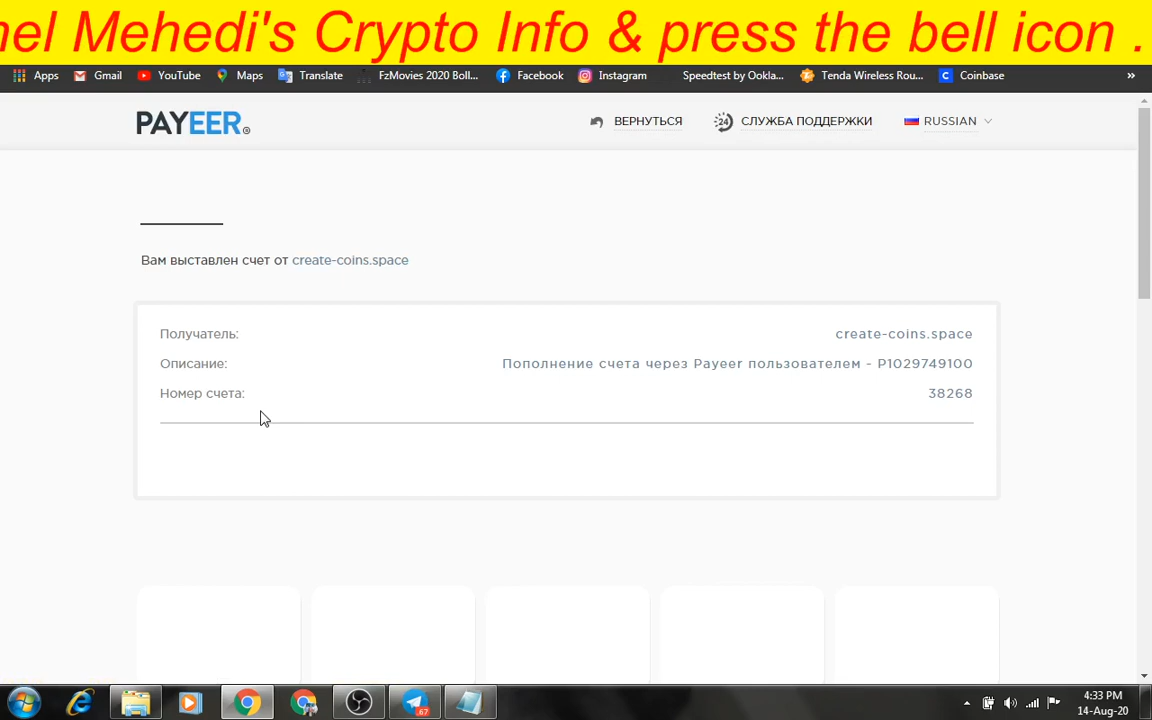 nel Mehedi's Crypto Info & press the bell icon .
Apps Gmail YouTube Maps Translate FzMovies 2020 Boll... Facebook Instagram Speedtest by Ookla... Tenda Wireless Rou... Coinbase »
PAYEER® ВЕРНУТЬСЯ 24 СЛУЖБА ПОДДЕРЖКИ RUSSIAN
Вам выставлен счет от create-coins.space
Получатель: create-coins.space
Описание: Пополнение счета через Payeer пользователем - P1029749100
Номер счета: 38268
67
4:33 PM
14-Aug-20